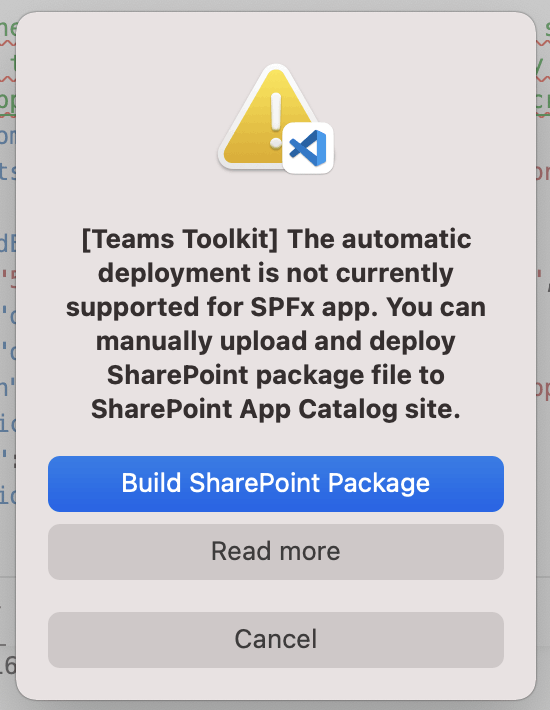 [Teams Toolkit] The automatic
deployment is not currently
supported for SPFx app. You can
manually upload and deploy
SharePoint package file to
SharePoint App Catalog site.
Build SharePoint Package
Read more
Cancel